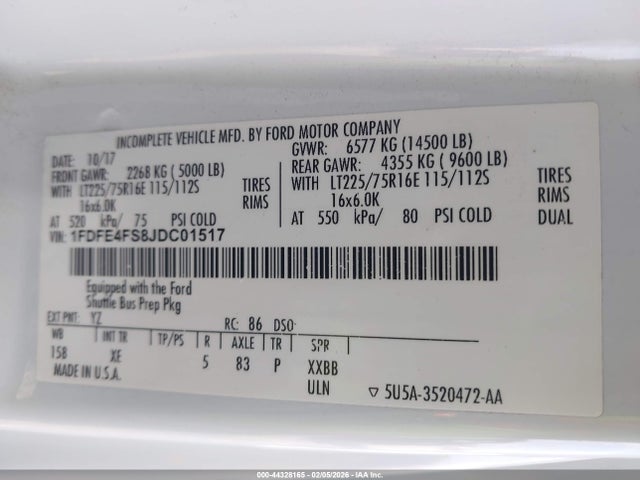 INCOMPLETE VEHICLE MFD. BY FORD MOTOR COMPANY
DATE: 10/17 GVWR: 6577 KG (14500 LB)
FRONT GAWR: 2268 KG ( 5000 LB) REAR GAWR: 4355 KG ( 9600 LB)
WITH LT225/75R16E 115/112S TIRES WITH LT225/75R16E 115/112S TIRES
16x6.0K RIMS 16x6.0K RIMS
AT 520 kPa/ 75 PSI COLD AT 550 kPa/ 80 PSI COLD DUAL
VIN: 1FDFE4FS8JDC01517
Equipped with the Ford
Shuttle Bus Prep Pkg
EXT PNT: YZ RC: 86 DSO:
WB INT TR TP/PS R AXLE TR SPR
158 XE 5 83 P XXBB
MADE IN U.S.A. ULN ▽ 5U5A-3520472-AA
000-44328165 - 02/05/2026 - IAA Inc.